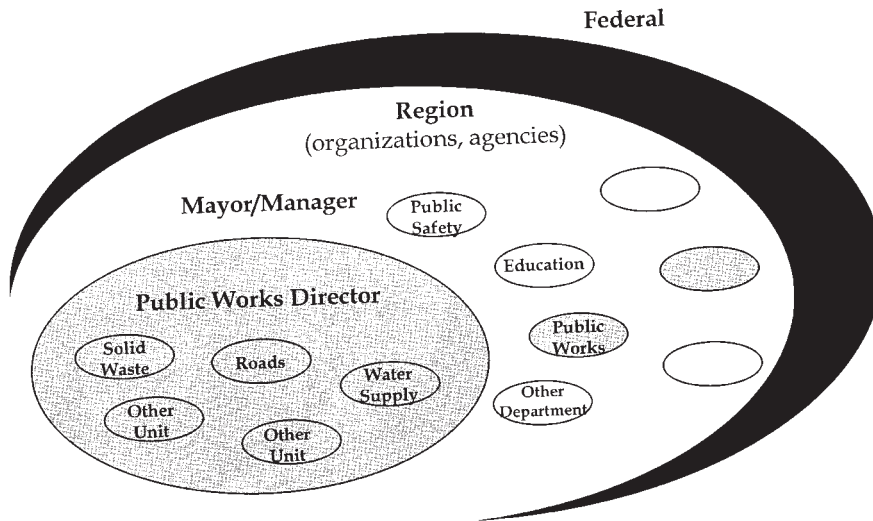 Federal
Region
(organizations, agencies)
Mayor/Manager
Public
Safety
Education
Public Works Director
Public
Works
Solid
Waste
Roads
Water
Supply
Other
Department
Other
Unit
Other
Unit